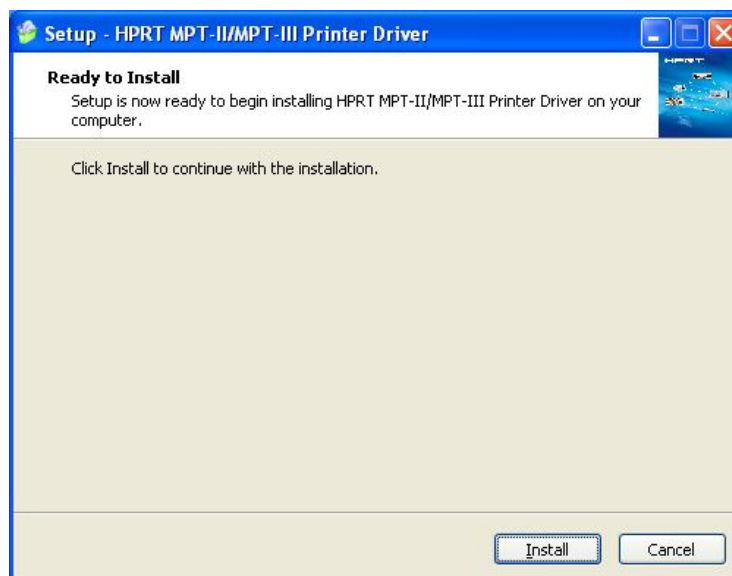 Setup - HPRT MPT-II/MPT-III Printer Driver
Ready to Install
Setup is now ready to begin installing HPRT MPT-II/MPT-III Printer Driver on your
computer.
HPRT
Click Install to continue with the installation.
Install
Cancel